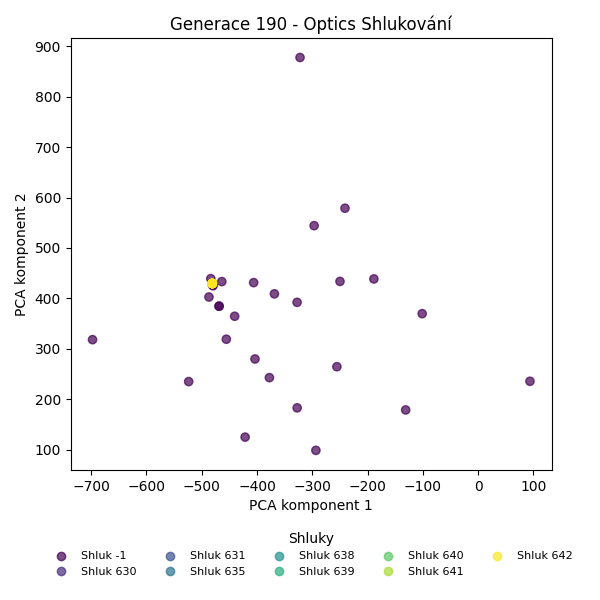 Generace 190 - Optics Shlukování
900
800
700
600
500
400
300
200
100
PCA komponent 2
−700 −600 −500 −400 −300 −200 −100 0 100
PCA komponent 1
Shluky
Shluk -1 Shluk 631 Shluk 638 Shluk 640 Shluk 642
Shluk 630 Shluk 635 Shluk 639 Shluk 641